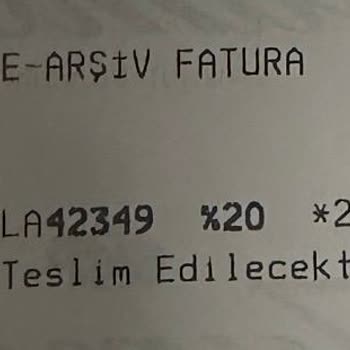 E-ARŞİV FATURA
LA42349 %20 *2
Teslim Edilecekt